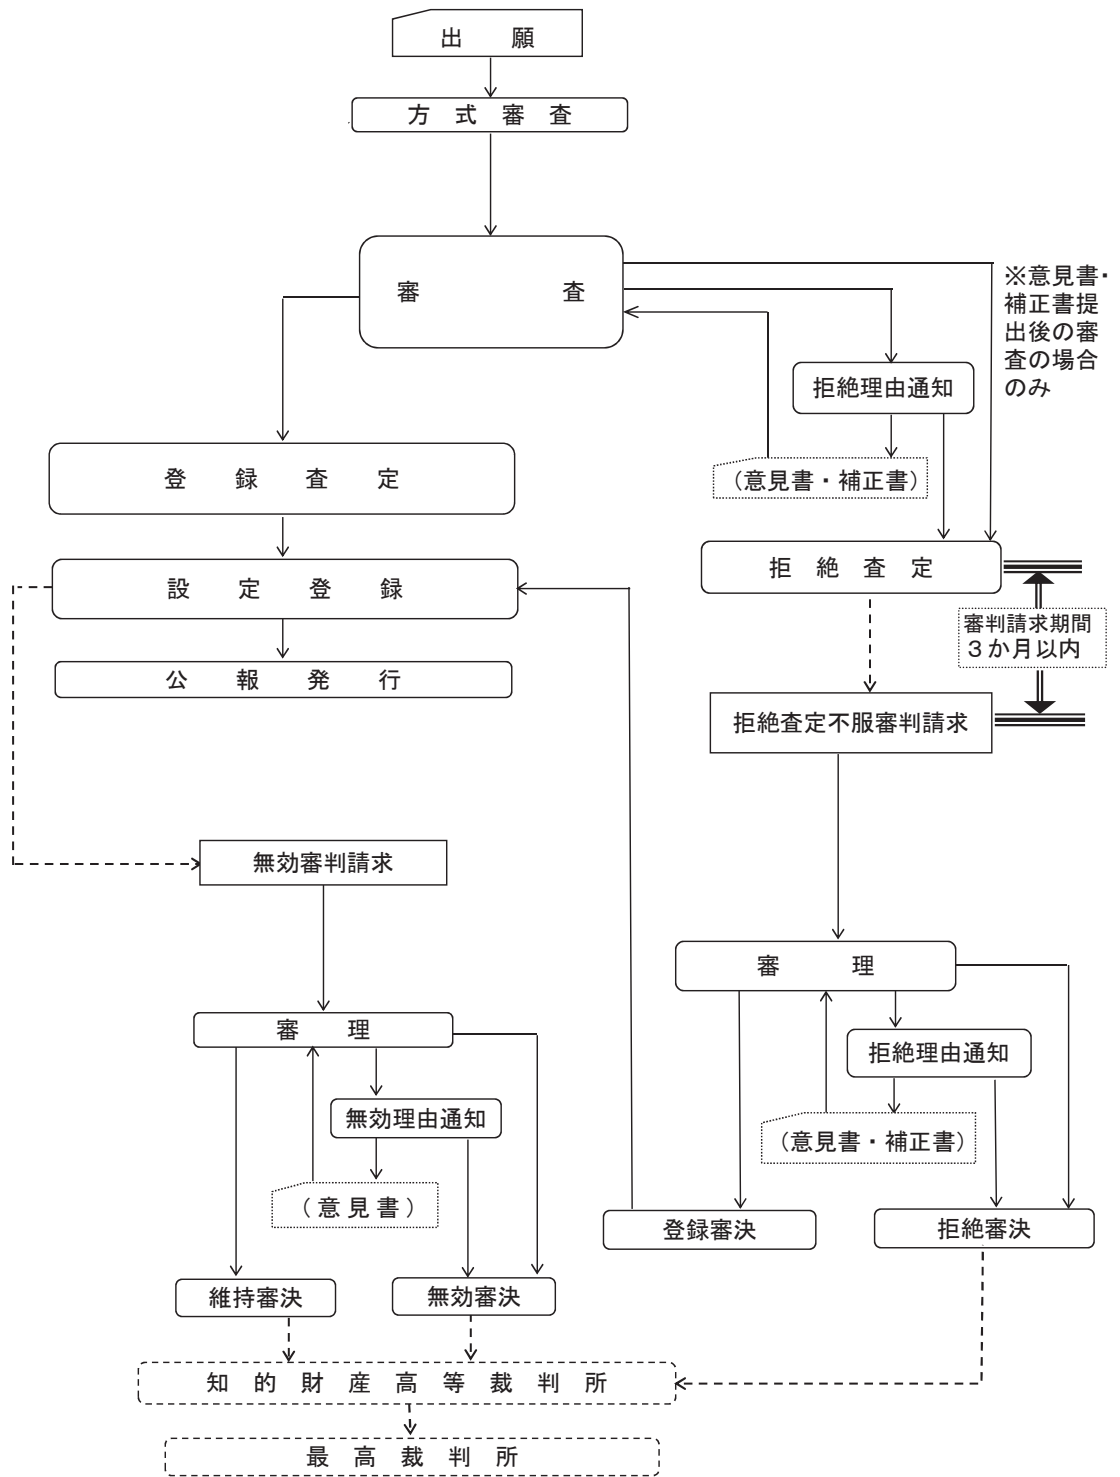 出願
方式審査
審査
※意見書・
補正書提
出後の審
査の場合
のみ
拒絶理由通知
（意見書・補正書）
登録査定
拒絶査定
設定登録
審判請求期間
３か月以内
公報発行
拒絶査定不服審判請求
無効審判請求
審理
拒絶理由通知
（意見書・補正書）
登録審決
拒絶審決
審理
無効理由通知
（意見書）
維持審決
無効審決
知的財産高等裁判所
最高裁判所